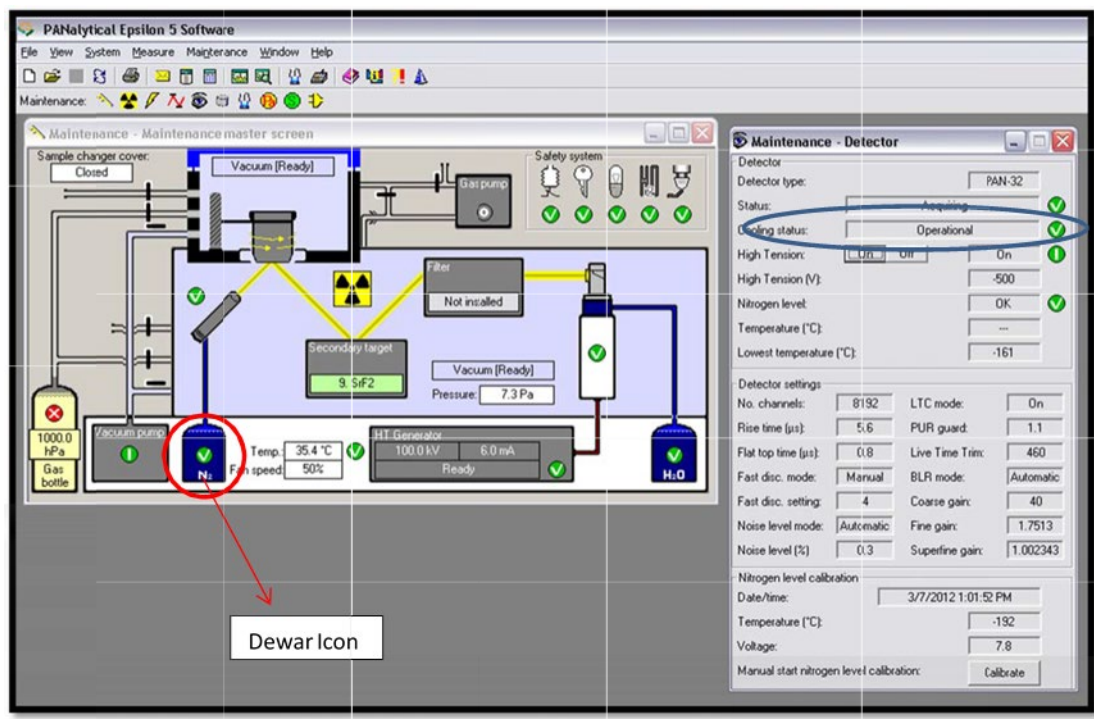 PANalytical Epsilon 5 Software
File View System Measure Maintenance Window Help
Maintenance:
Maintenance - Maintenance master screen
Sample changer cover:
Closed
Vacuum [Ready]
Gas pump
Safety system
Filter
Not installed
Secondary target
9. SrF2
Vacuum [Ready]
Pressure: 7.3 Pa
1000.0
hPa
Gas
bottle
Vacuum pump
N₂
Temp.: 35.4 °C
Fan speed: 50%
HT Generator
100.0 kV 6.0 mA
Ready
H₂O
Dewar Icon
Maintenance - Detector
Detector
Detector type: PAN-32
Status: Acquiring
Cooling status: Operational
High Tension: On Off On
High Tension (V): -500
Nitrogen level: OK
Temperature (°C): ---
Lowest temperature (°C): -161
Detector settings
No. channels: 8192 LTC mode: On
Rise time (µs): 5.6 PUR guard: 1.1
Flat top time (µs): 0.8 Live Time Trim: 460
Fast disc. mode: Manual BLR mode: Automatic
Fast disc. setting: 4 Coarse gain: 40
Noise level mode: Automatic Fine gain: 1.7513
Noise level (%) 0.3 Superfine gain: 1.002343
Nitrogen level calibration
Date/time: 3/7/2012 1:01:52 PM
Temperature (°C): -192
Voltage: 7.8
Manual start nitrogen level calibration: Calibrate